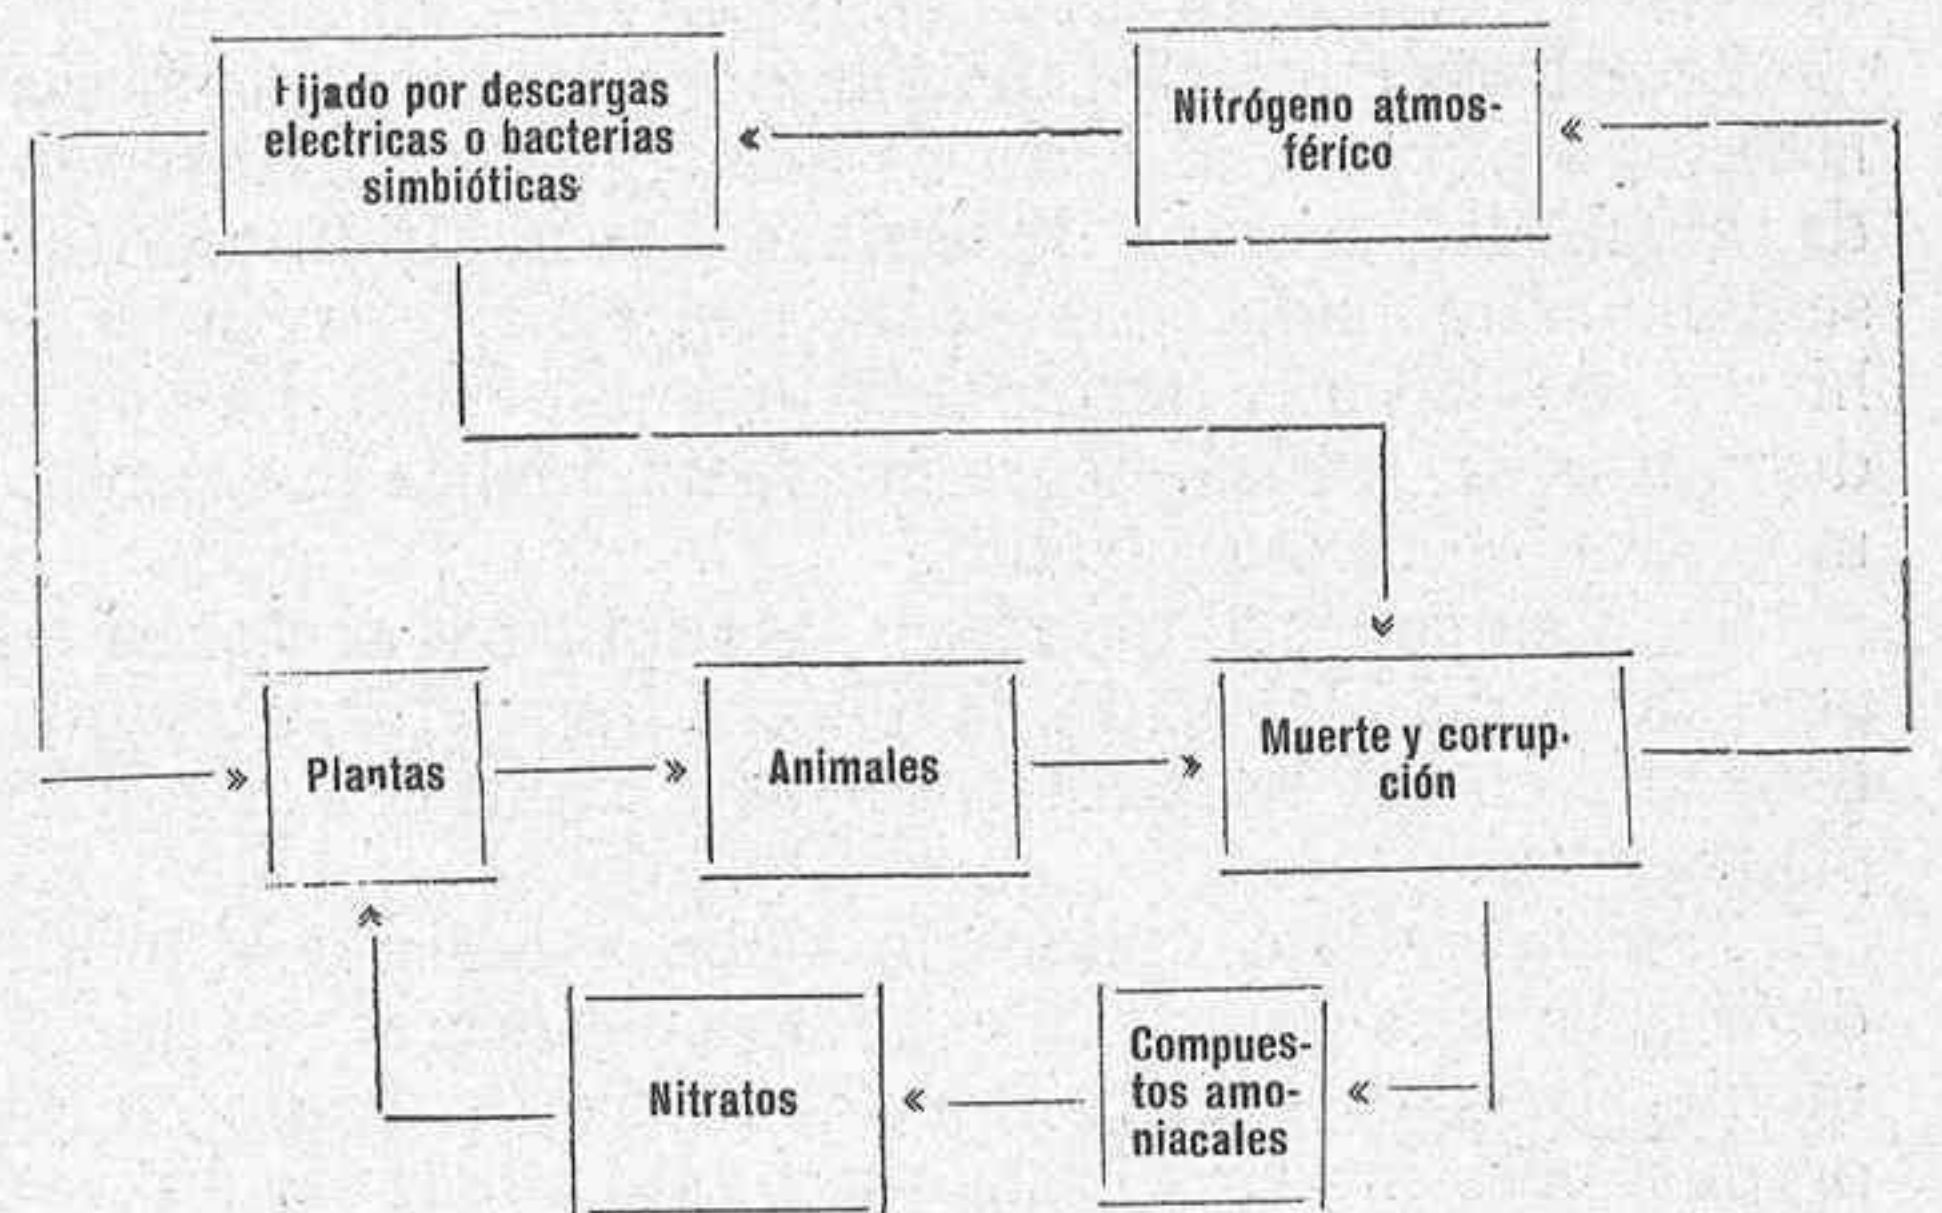 Fijado por descargas
electricas o bacterias
simbióticas
Nitrógeno atmos-
férico
Plantas
Animales
Muerte y corrup-
ción
Nitratos
Compues-
tos amo-
niacales